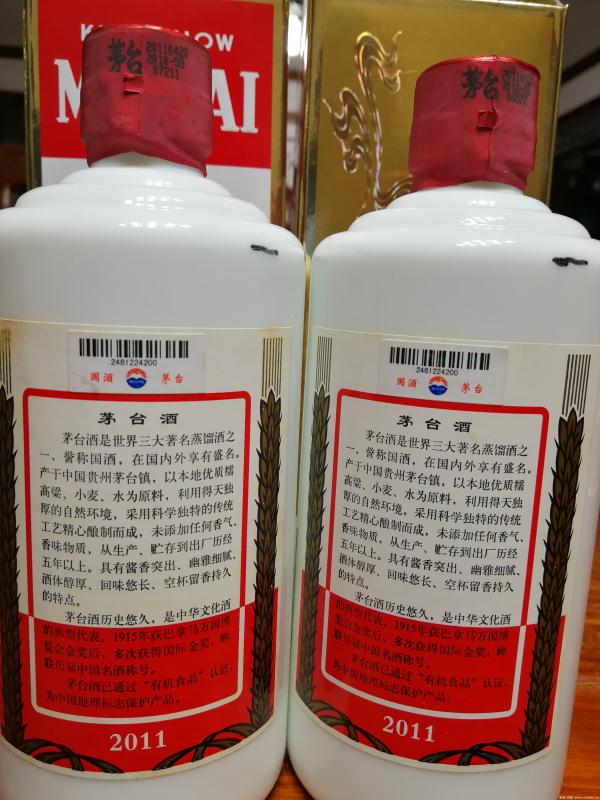 茅台
20110420
2010-08
07211
茅台
2461224200
国酒
茅台
茅台酒
茅台酒是世界三大著名蒸馏酒之
一，誉称国酒，在国内外享有盛名。
产于中国贵州茅台镇，以本地优质糯
高粱、小麦、水为原料，利用得天独
厚的自然环境，采用科学独特的传统
工艺精心酿制而成，未添加任何香气、
香味物质，从生产、贮存到出厂历经
五年以上。具有酱香突出、幽雅细腻、
酒体醇厚、回味悠长、空杯留香持久
的特点。
茅台酒历史悠久，是中华文化酒
的典型代表。1915年获巴拿马万国博
览会金奖后，多次获得国际金奖、蝉
联历届中国名酒称号。
茅台酒已通过“有机食品”认证，
为中国地理标志保护产品。
2011
2461224200
国酒
茅台
茅台酒
茅台酒是世界三大著名蒸馏酒之
一，誉称国酒，在国内外享有盛名。
产于中国贵州茅台镇，以本地优质糯
高粱、小麦、水为原料，利用得天独
厚的自然环境，采用科学独特的传统
工艺精心酿制而成，未添加任何香气、
香味物质，从生产、贮存到出厂历经
五年以上。具有酱香突出、幽雅细腻、
酒体醇厚、回味悠长、空杯留香持久
的特点。
茅台酒历史悠久，是中华文化酒
的典型代表。1915年获巴拿马万国博
览会金奖后，多次获得国际金奖、蝉
联历届中国名酒称号。
茅台酒已通过“有机食品”认证，
为中国地理标志保护产品。
2011